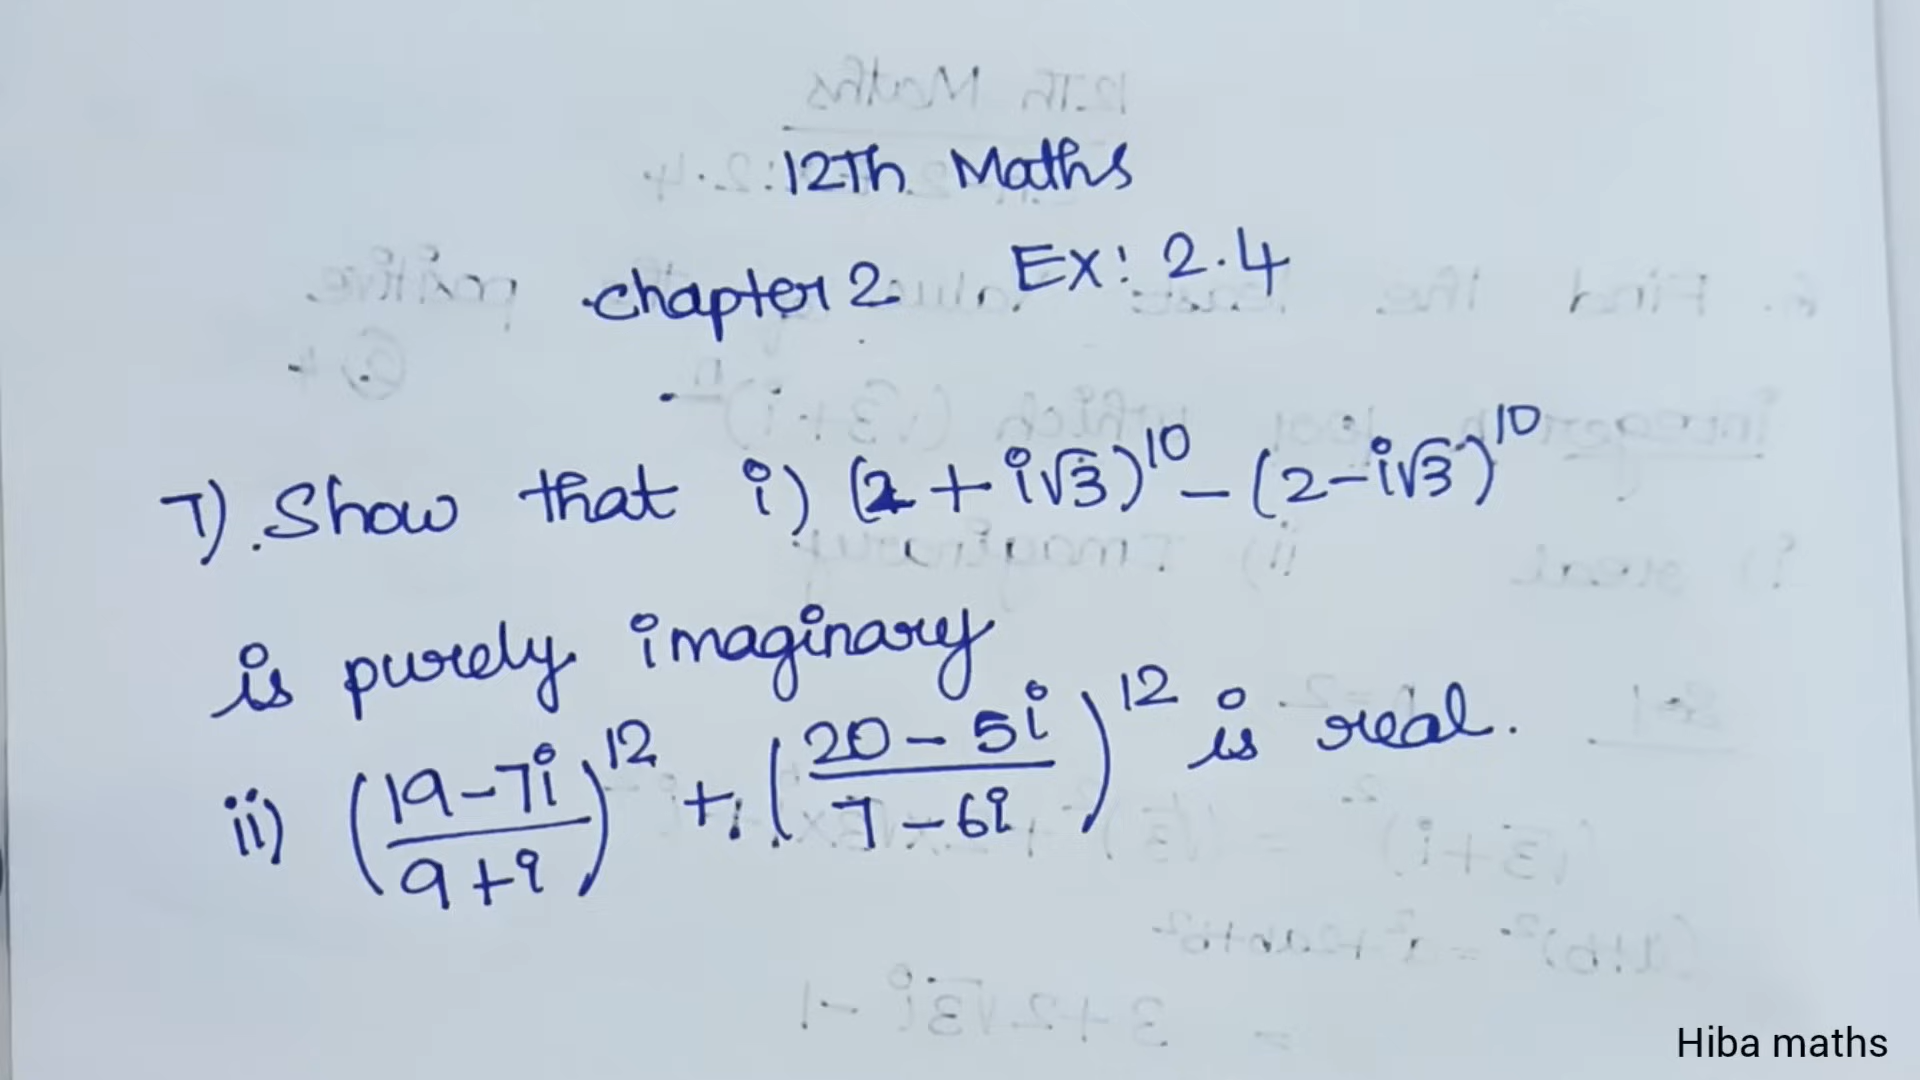 12Th Maths
chapter 2 Ex: 2.4
7). Show that i) (2 + i√3)^10 – (2 – i√3)^10
is purely imaginary
ii) (19 – 7i / 9 + i)^12 + (20 – 5i / 7 – 6i)^12 is real.
Hiba maths